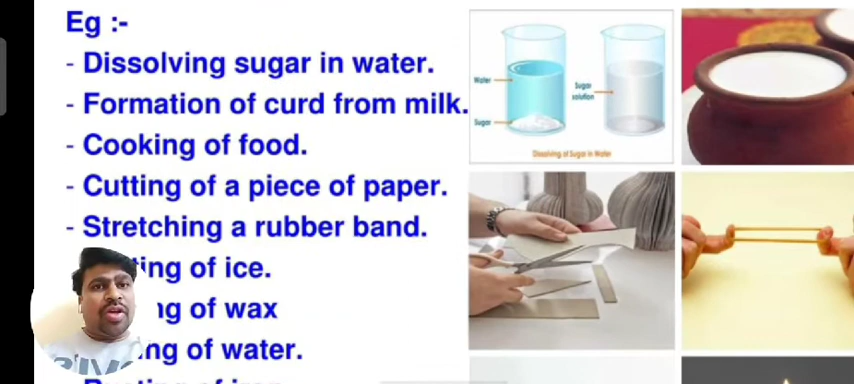 Eg :-
- Dissolving sugar in water.
- Formation of curd from milk.
- Cooking of food.
- Cutting of a piece of paper.
- Stretching a rubber band.
ting of ice.
ng of wax
ng of water.
of iron
Water
Sugar
Sugar
solution
Dissolving of Sugar in Water